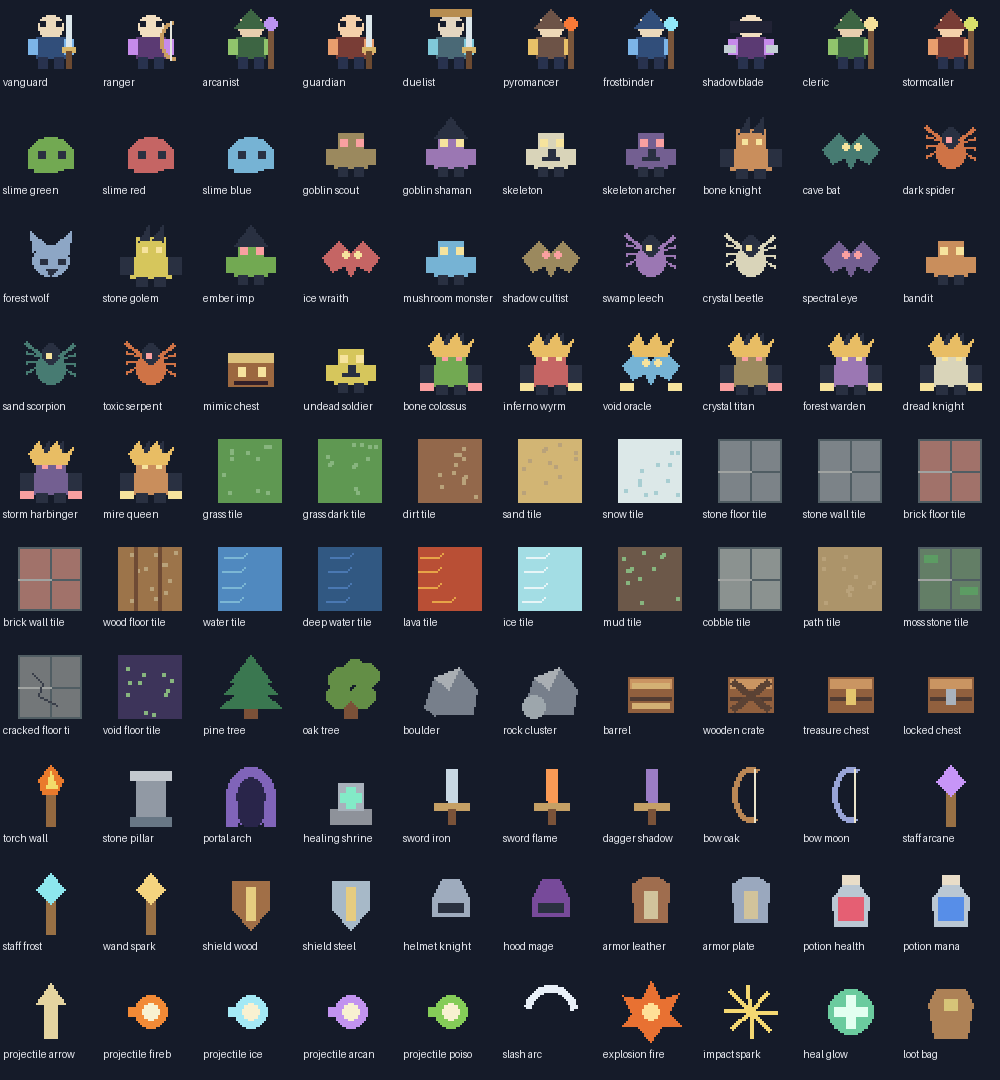 vanguard ranger arcanist guardian duelist pyromancer frostbinder shadowblade cleric stormcaller
slime green slime red slime blue goblin scout goblin shaman skeleton skeleton archer bone knight cave bat dark spider
forest wolf stone golem ember imp ice wraith mushroom monster shadow cultist swamp leech crystal beetle spectral eye bandit
sand scorpion toxic serpent mimic chest undead soldier bone colossus inferno wyrm void oracle crystal titan forest warden dread knight
storm harbinger mire queen grass tile grass dark tile dirt tile sand tile snow tile stone floor tile stone wall tile brick floor tile
brick wall tile wood floor tile water tile deep water tile lava tile ice tile mud tile cobble tile path tile moss stone tile
cracked floor ti void floor tile pine tree oak tree boulder rock cluster barrel wooden crate treasure chest locked chest
torch wall stone pillar portal arch healing shrine sword iron sword flame dagger shadow bow oak bow moon staff arcane
staff frost wand spark shield wood shield steel helmet knight hood mage armor leather armor plate potion health potion mana
projectile arrow projectile fireb projectile ice projectile arcan projectile poiso slash arc explosion fire impact spark heal glow loot bag